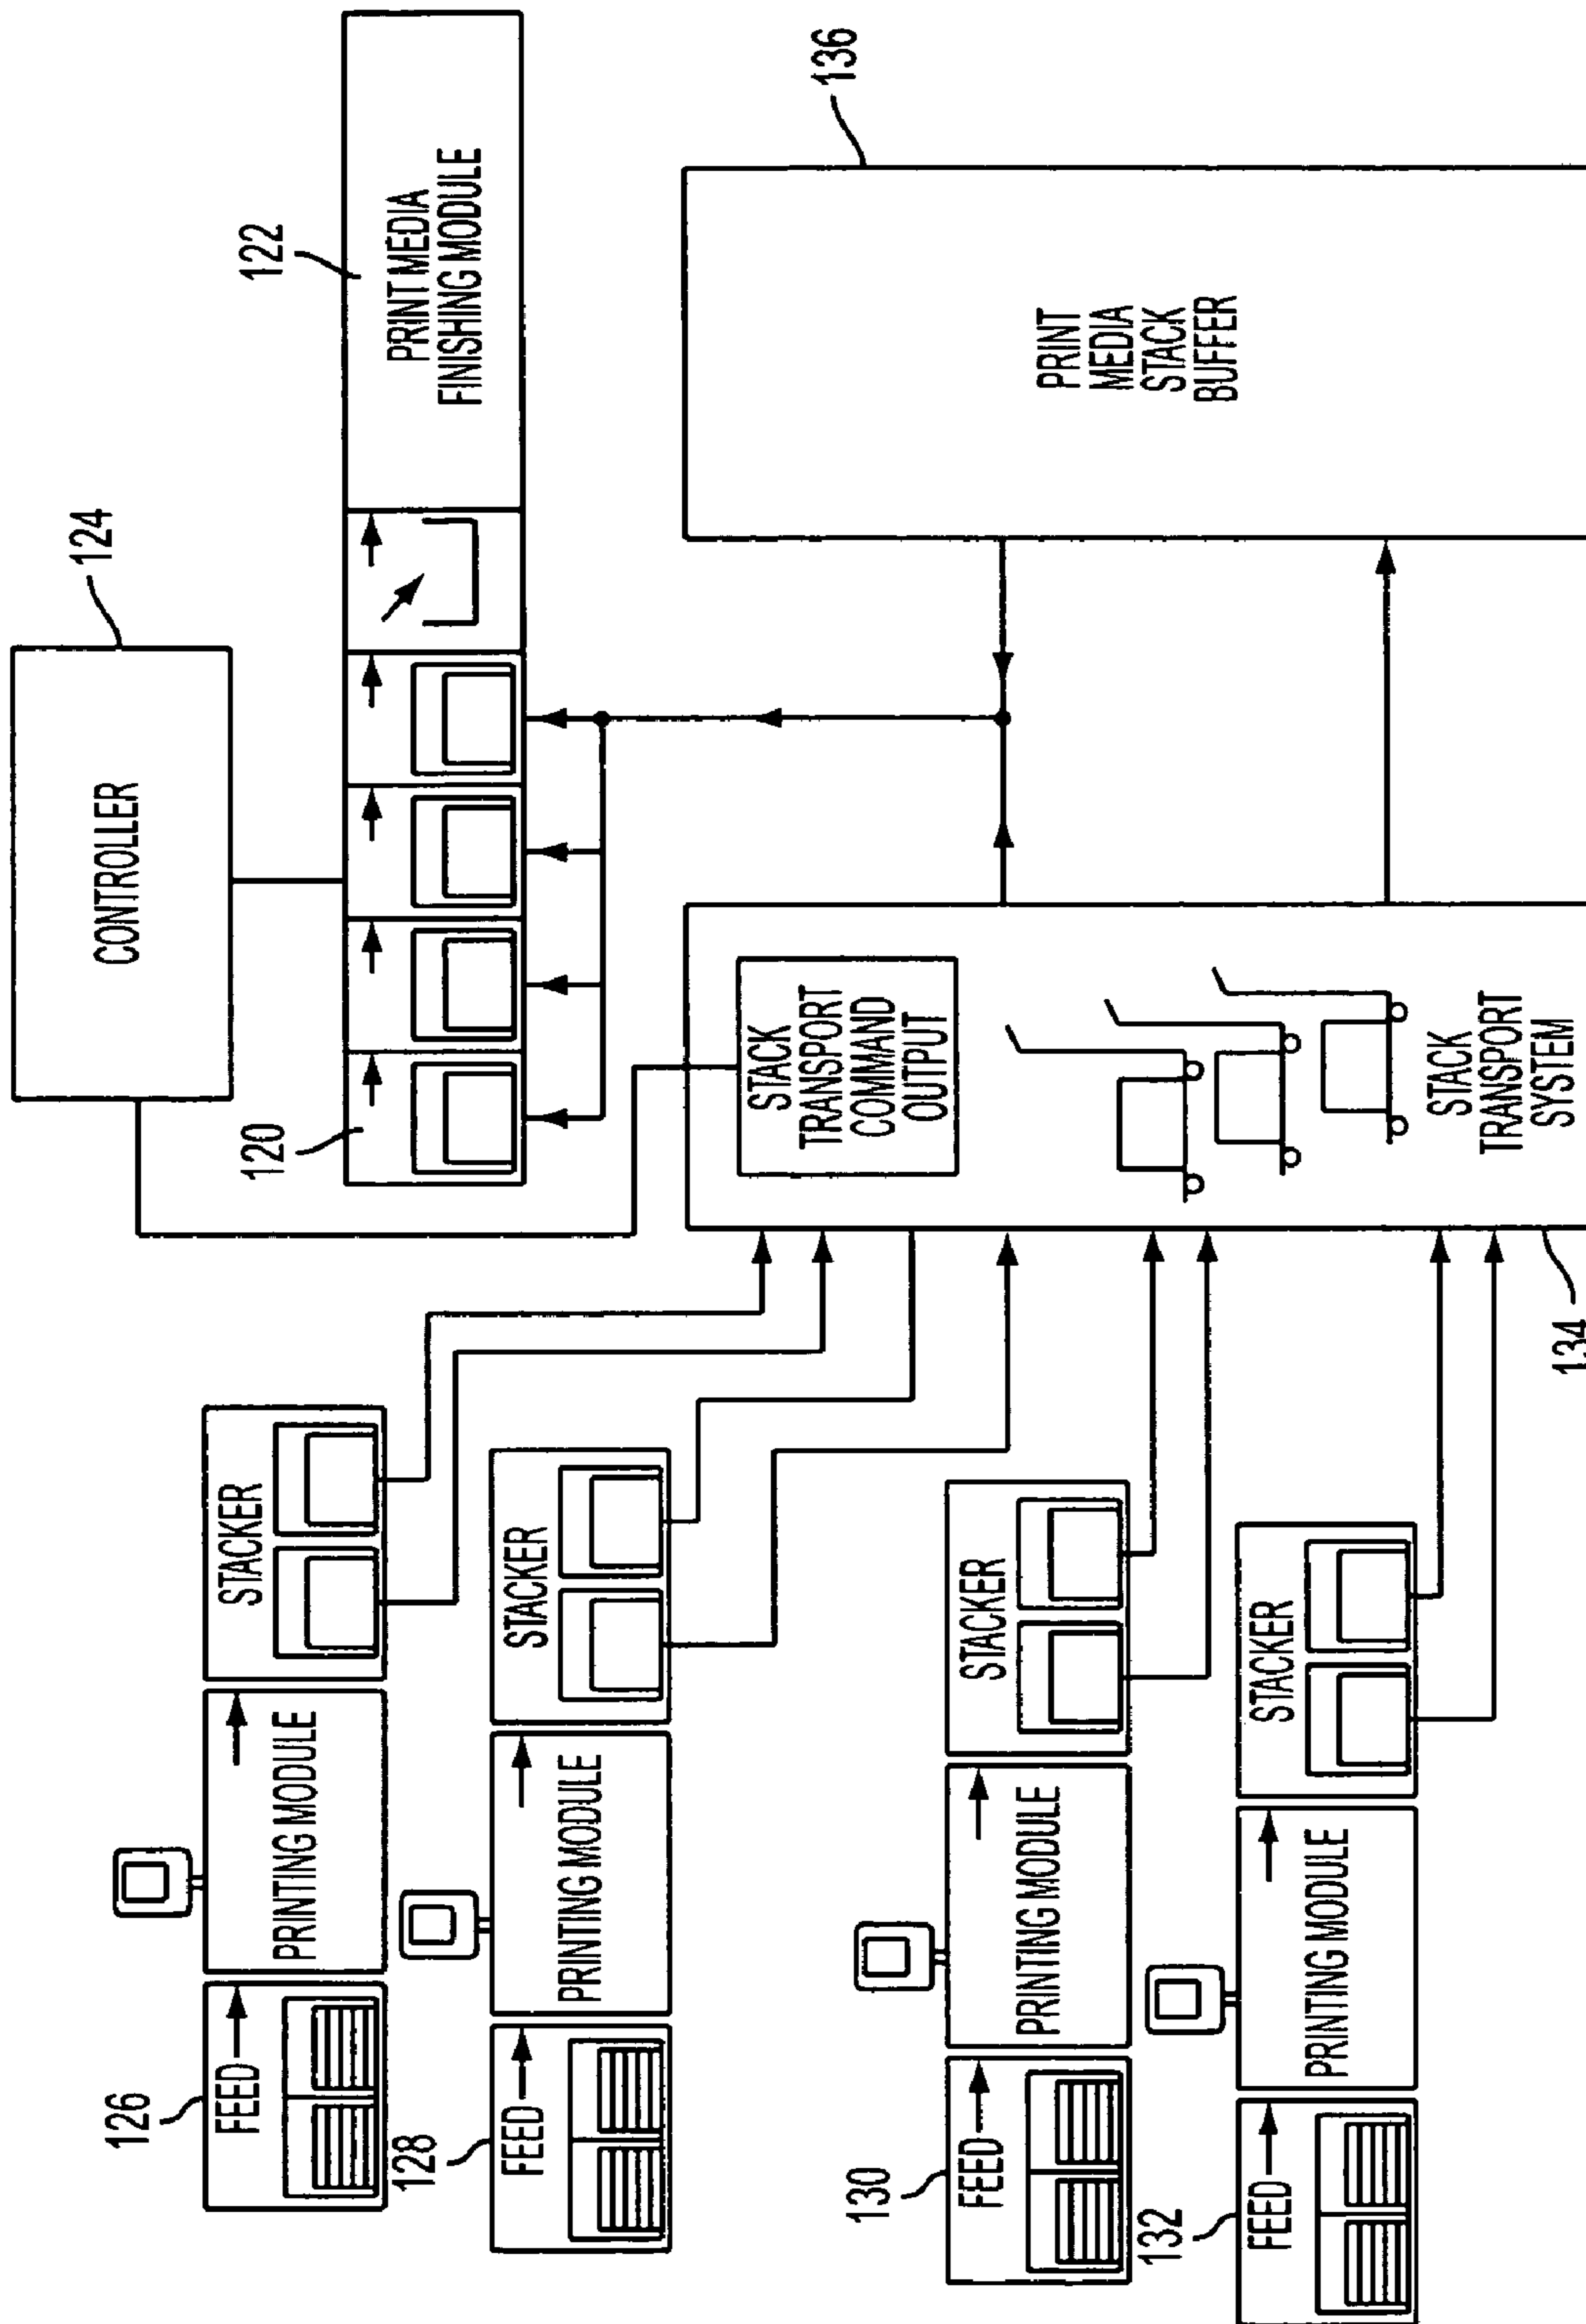 124
CONTROLLER
122
PRINT MEDIA
FINISHING MODULE
120
136
PRINT
MEDIA
STACK
BUFFER
STACK
TRANSPORT
COMMAND
OUTPUT
STACK
TRANSPORT
SYSTEM
134
126
FEED
PRINTING MODULE
STACKER
128
FEED
PRINTING MODULE
STACKER
130
FEED
PRINTING MODULE
STACKER
132
FEED
PRINTING MODULE
STACKER